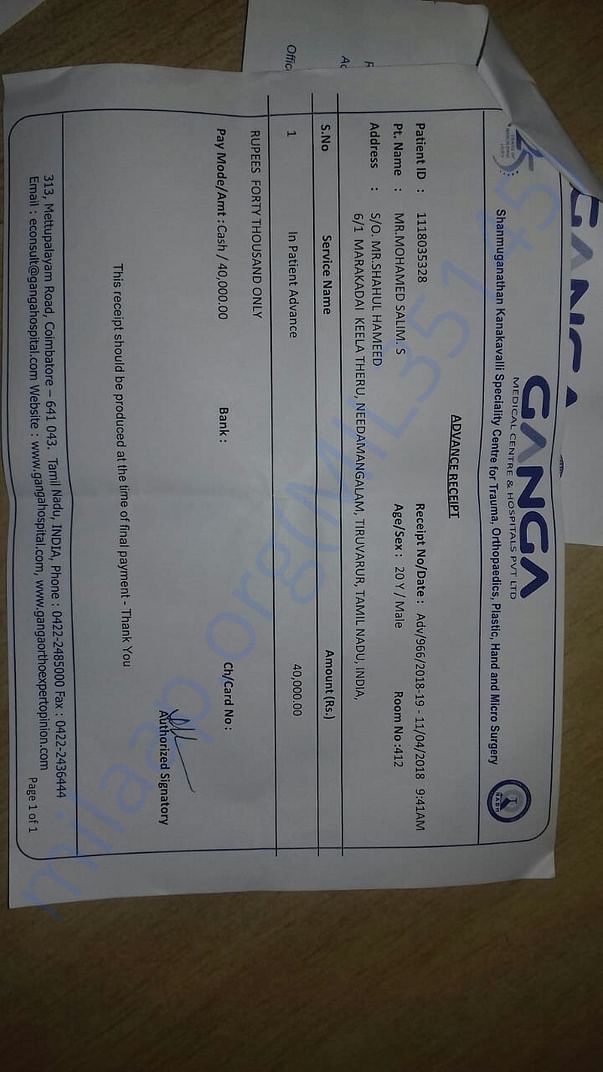 GANGA
MEDICAL CENTRE & HOSPITALS PVT LTD
Shanmuganathan Kanakavalli Speciality Centre for Trauma, Orthopaedics, Plastic, Hand and Micro Surgery
25
ADVANCE RECEIPT
Patient ID : 1118035328 Receipt No/Date : Adv/966/2018-19 - 11/04/2018 9:41AM
Pt. Name : MR.MOHAMED SALIM. S Age/Sex : 20 Y / Male Room No :412
Address : S/O. MR.SHAHUL HAMEED
6/1 MARAKADAI KEELA THERU, NEEDAMANGALAM, TIRUVARUR, TAMIL NADU, INDIA,
S.No Service Name Amount (Rs.)
1 In Patient Advance 40,000.00
RUPEES FORTY THOUSAND ONLY
Pay Mode/Amt :Cash / 40,000.00 Bank : Ch/Card No :
Authorized Signatory
This receipt should be produced at the time of final payment - Thank You
313, Mettupalayam Road, Coimbatore – 641 043. Tamil Nadu, INDIA, Phone : 0422-2485000 Fax : 0422-2436444
Email : econsult@gangahospital.com Website : www.gangahospital.com, www.gangaorthoexpertopinion.com
Page 1 of 1
GANGA
Offic
milaap.org(MIL35145